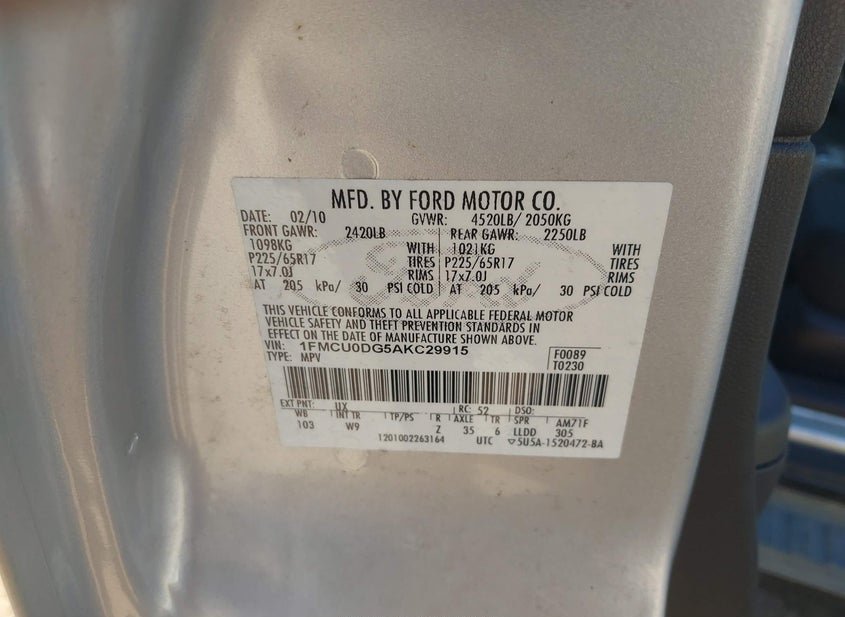 MFD. BY FORD MOTOR CO.
DATE: 02/10 GVWR: 4520LB/ 2050KG
FRONT GAWR: 2420LB REAR GAWR: 2250LB
1098KG WITH 1021KG WITH
P225/65R17 TIRES P225/65R17 TIRES
17x7.0J RIMS 17x7.0J RIMS
AT 205 kPa/ 30 PSI COLD AT 205 kPa/ 30 PSI COLD
Ford
THIS VEHICLE CONFORMS TO ALL APPLICABLE FEDERAL MOTOR
VEHICLE SAFETY AND THEFT PREVENTION STANDARDS IN
EFFECT ON THE DATE OF MANUFACTURE SHOWN ABOVE.
VIN: 1FMCU0DG5AKC29915 F0089
TYPE: MPV T0230
EXT PNT: UX RC: 52 DSO:
WB INT TR TP/PS R AXLE TR SPR AM71F
103 W9 Z 35 6 LLDD 305
1201002263164 UTC 5U5A-1520472-BA